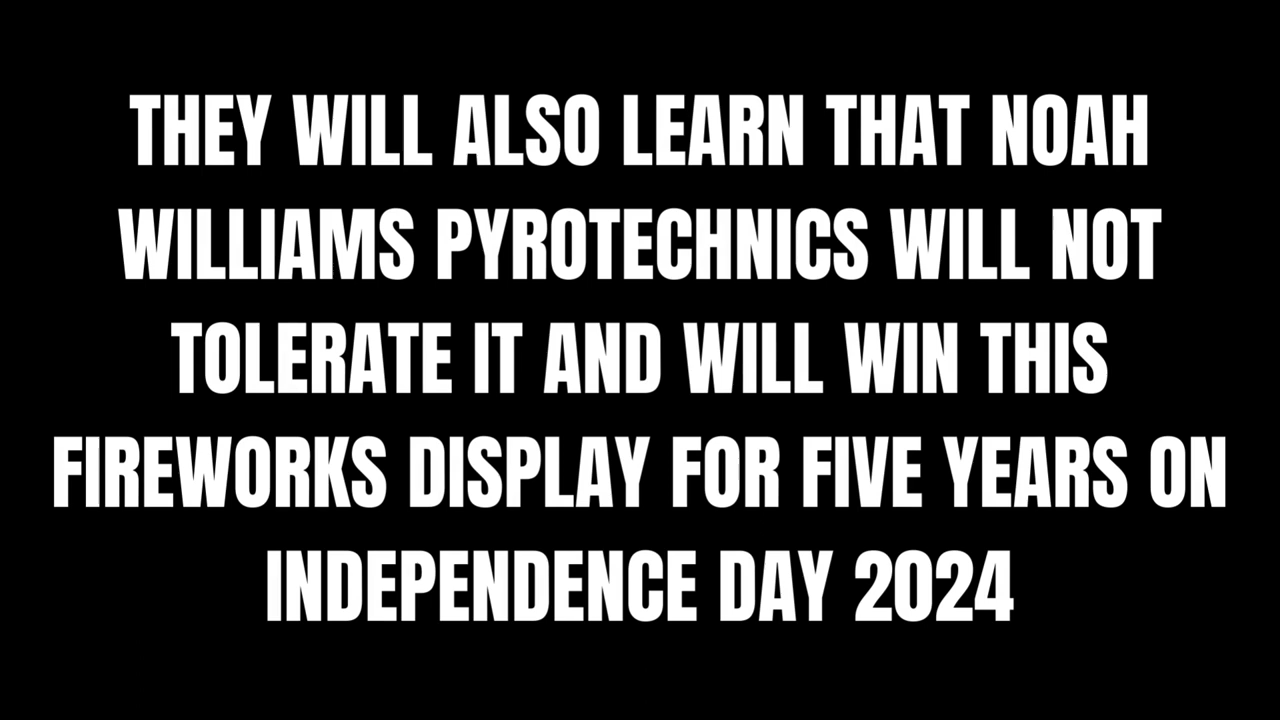 THEY WILL ALSO LEARN THAT NOAH
WILLIAMS PYROTECHNICS WILL NOT
TOLERATE IT AND WILL WIN THIS
FIREWORKS DISPLAY FOR FIVE YEARS ON
INDEPENDENCE DAY 2024